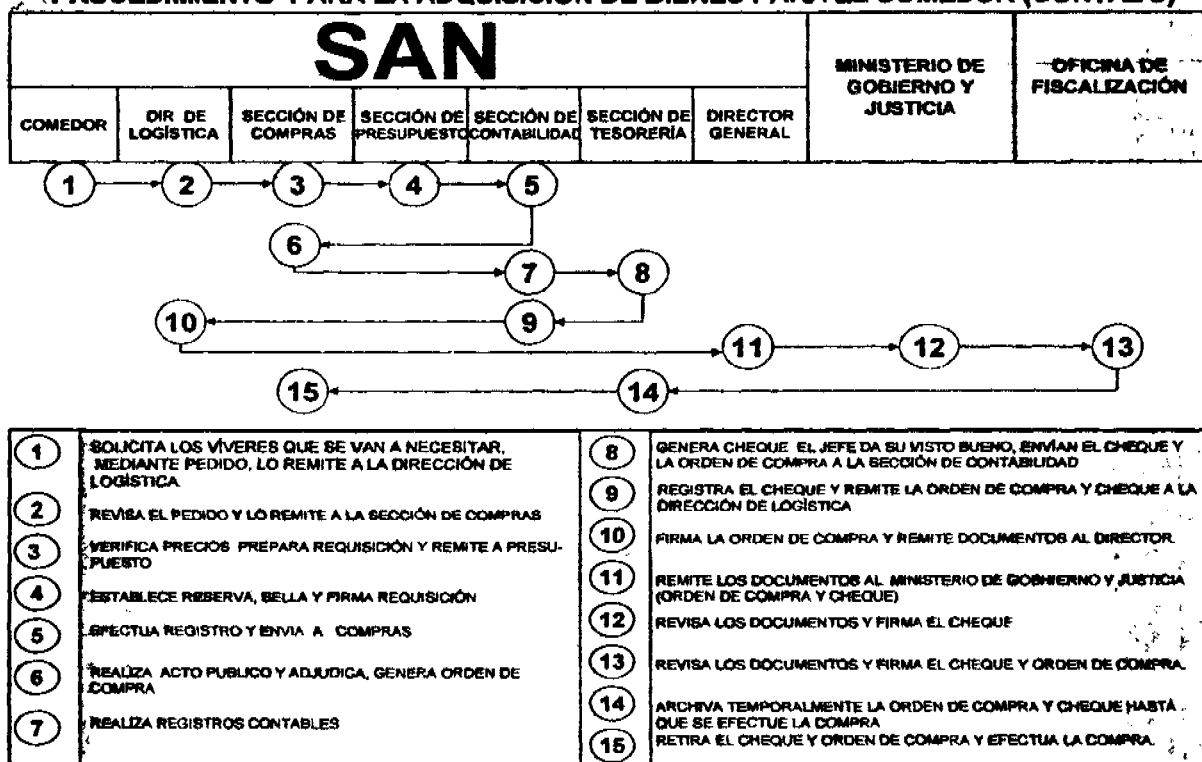 PROCEDIMIENTO PARA LA ADQUISICIÓN DE BIENES
COMEDOR
SAN
MINISTERIO DE
GOBIERNO Y
JUSTICIA
OFICINA DE
FISCALIZACIÓN
COMEDOR
DIR DE
LOGÍSTICA
SECCIÓN DE
COMPRAS
SECCIÓN DE
PRESUPUESTO
SECCIÓN DE
CONTABILIDAD
SECCIÓN DE
TESORERÍA
DIRECTOR
GENERAL
1 2 3 4 5
6
7 8
10 9
11 12 13
15 14
1 SOLICITA LOS VÍVERES QUE SE VAN A NECESITAR,
MEDIANTE PEDIDO, LO REMITE A LA DIRECCIÓN DE
LOGÍSTICA
2 REVISA EL PEDIDO Y LO REMITE A LA SECCIÓN DE COMPRAS
3 VERIFICA PRECIOS PREPARA REQUISICIÓN Y REMITE A PRESU-
PUESTO
4 ESTABLECE RESERVA, SELLA Y FIRMA REQUISICIÓN
5 EFECTUA REGISTRO Y ENVIA A COMPRAS
6 REALIZA ACTO PUBLICO Y ADJUDICA, GENERA ORDEN DE
COMPRA
7 REALIZA REGISTROS CONTABLES
8 GENERA CHEQUE EL JEFE DA SU VISTO BUENO, ENVÍAN EL CHEQUE Y
LA ORDEN DE COMPRA A LA SECCIÓN DE CONTABILIDAD
9 REGISTRA EL CHEQUE Y REMITE LA ORDEN DE COMPRA Y CHEQUE A LA
DIRECCIÓN DE LOGÍSTICA
10 FIRMA LA ORDEN DE COMPRA Y REMITE DOCUMENTOS AL DIRECTOR.
11 REMITE LOS DOCUMENTOS AL MINISTERIO DE GOBIERNO Y JUSTICIA
(ORDEN DE COMPRA Y CHEQUE)
12 REVISA LOS DOCUMENTOS Y FIRMA EL CHEQUE
13 REVISA LOS DOCUMENTOS Y FIRMA EL CHEQUE Y ORDEN DE COMPRA.
14 ARCHIVA TEMPORALMENTE LA ORDEN DE COMPRA Y CHEQUE HASTA
QUE SE EFECTUE LA COMPRA
15 RETIRA EL CHEQUE Y ORDEN DE COMPRA Y EFECTUA LA COMPRA.